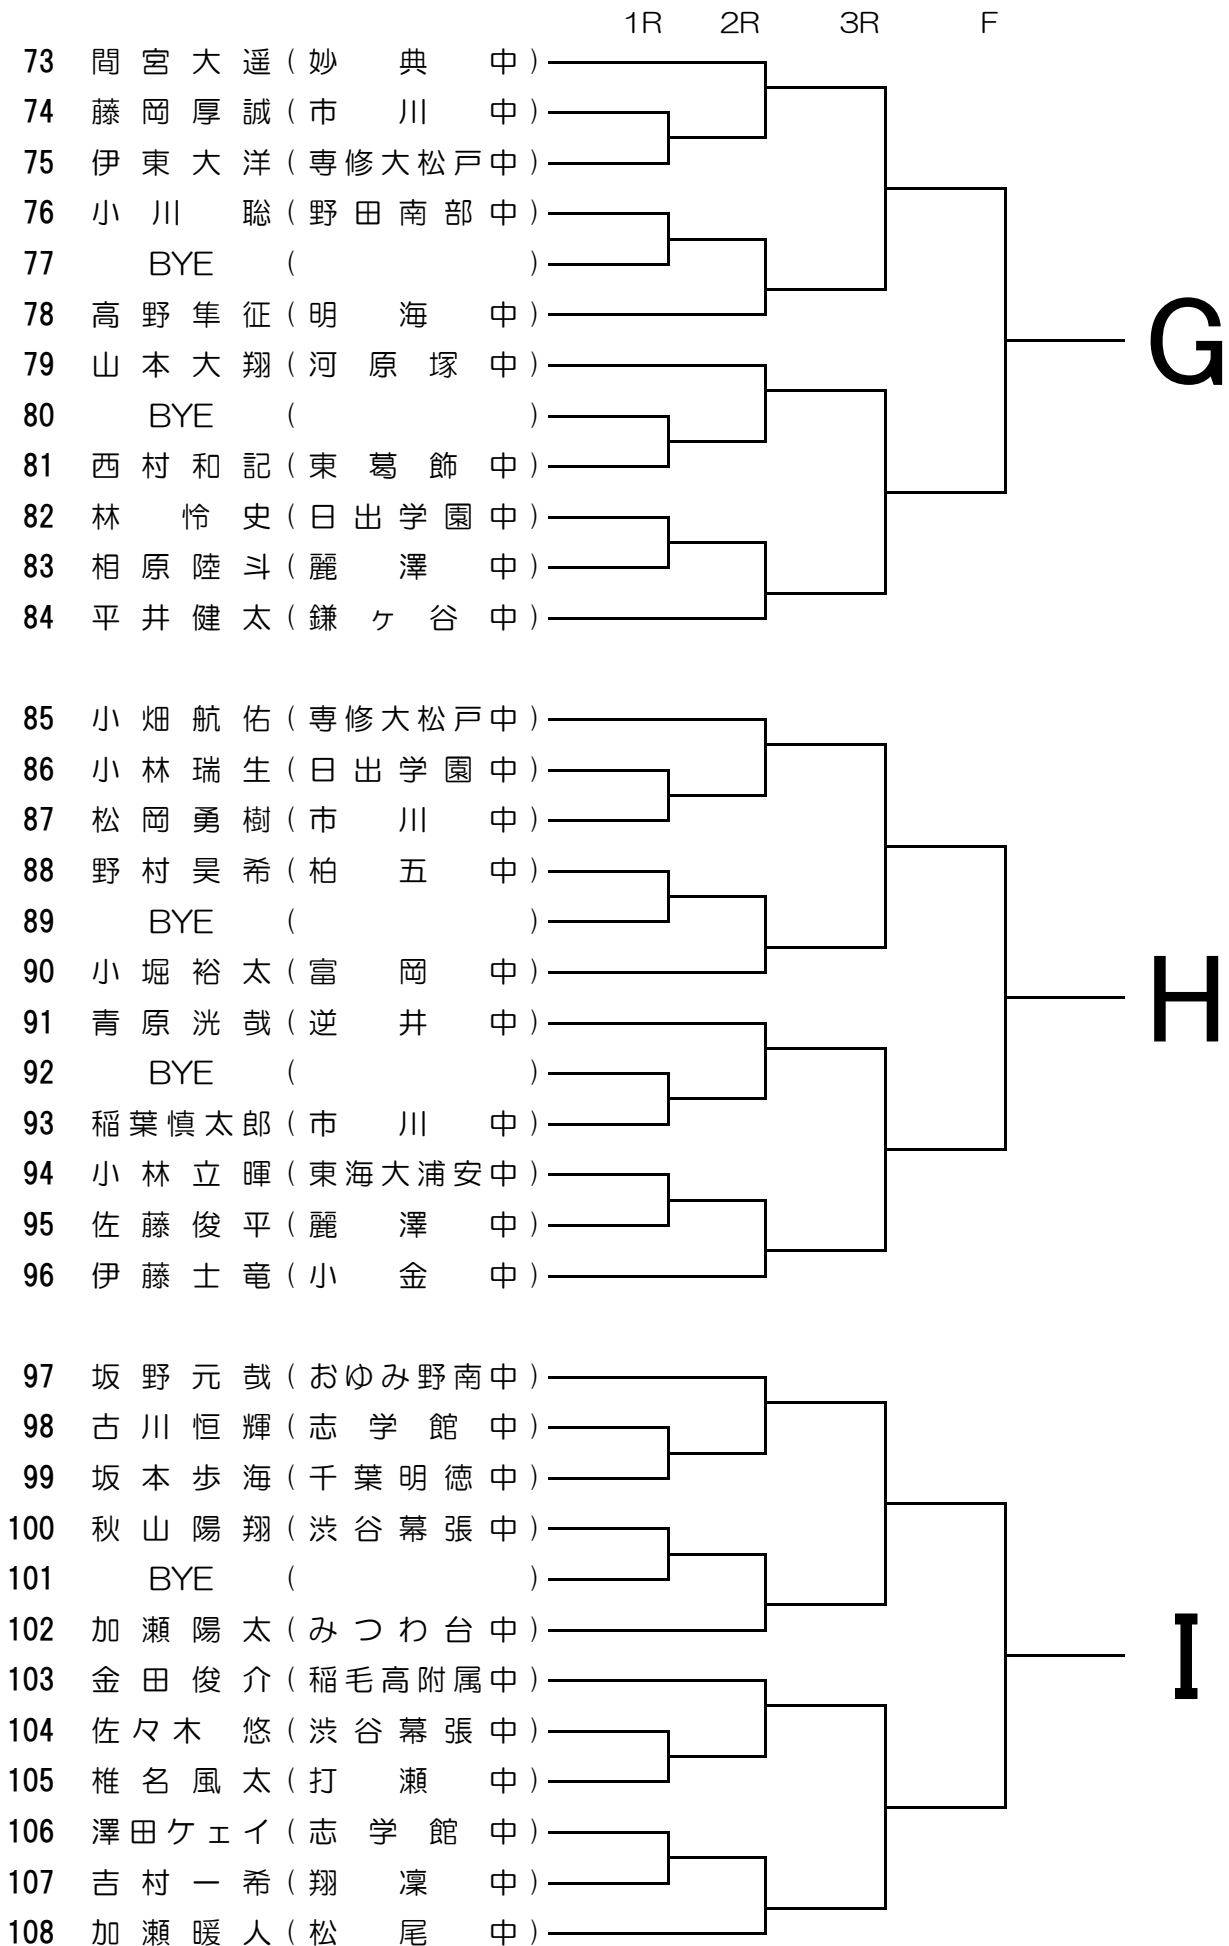 1R 2R 3R F
73 間宮大遥(妙典中)
74 藤岡厚誠(市川中)
75 伊東大洋(専修大松戸中)
76 小川 聡(野田南部中)
77 BYE ( )
78 高野隼征(明海中)
79 山本大翔(河原塚中)
80 BYE ( )
81 西村和記(東葛飾中)
82 林 怜史(日出学園中)
83 相原陸斗(麗澤中)
84 平井健太(鎌ヶ谷中)
G
85 小畑航佑(専修大松戸中)
86 小林瑞生(日出学園中)
87 松岡勇樹(市川中)
88 野村昊希(柏五中)
89 BYE ( )
90 小堀裕太(富岡中)
91 青原洸哉(逆井中)
92 BYE ( )
93 稲葉慎太郎(市川中)
94 小林立暉(東海大浦安中)
95 佐藤俊平(麗澤中)
96 伊藤士竜(小金中)
H
97 坂野元哉(おゆみ野南中)
98 古川恒輝(志学館中)
99 坂本歩海(千葉明徳中)
100 秋山陽翔(渋谷幕張中)
101 BYE ( )
102 加瀬陽太(みつわ台中)
103 金田俊介(稲毛高附属中)
104 佐々木 悠(渋谷幕張中)
105 椎名風太(打瀬中)
106 澤田ケェイ(志学館中)
107 吉村一希(翔凜中)
108 加瀬暖人(松尾中)
I